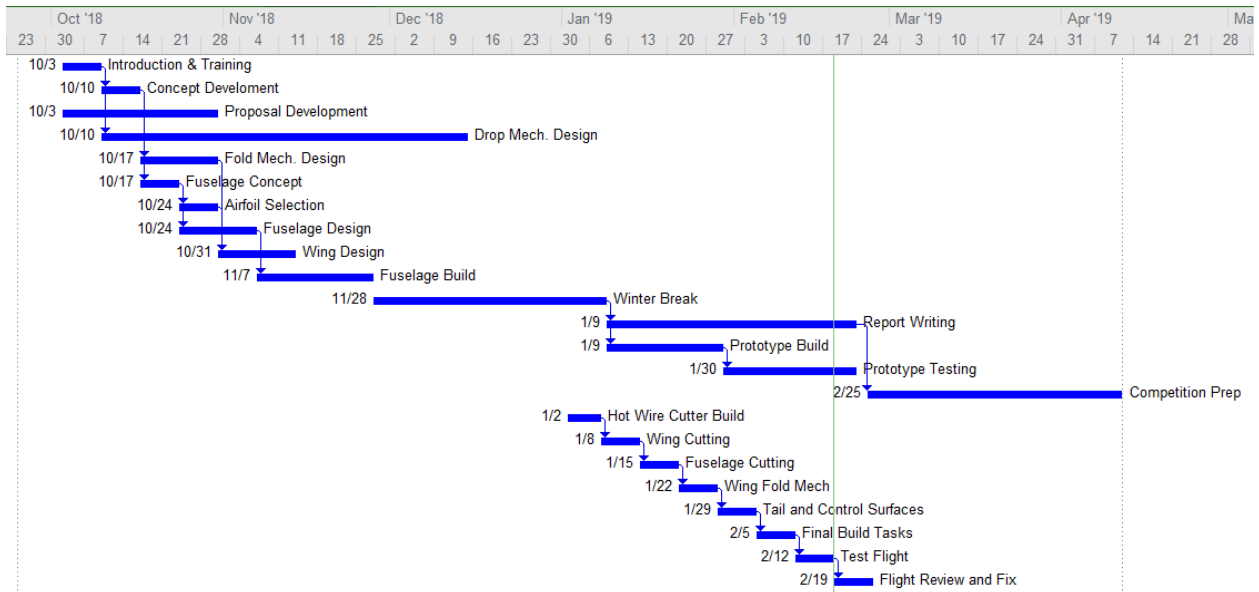 Oct '18 Nov '18 Dec '18 Jan '19 Feb '19 Mar '19 Apr '19 Ma
23 30 7 14 21 28 4 11 18 25 2 9 16 23 30 6 13 20 27 3 10 17 24 3 10 17 24 31 7 14 21 28
10/3 Introduction & Training
10/10 Concept Develoment
10/3 Proposal Development
10/10 Drop Mech. Design
10/17 Fold Mech. Design
10/17 Fuselage Concept
10/24 Airfoil Selection
10/24 Fuselage Design
10/31 Wing Design
11/7 Fuselage Build
11/28 Winter Break
1/9 Report Writing
1/9 Prototype Build
1/30 Prototype Testing
2/25 Competition Prep
1/2 Hot Wire Cutter Build
1/8 Wing Cutting
1/15 Fuselage Cutting
1/22 Wing Fold Mech
1/29 Tail and Control Surfaces
2/5 Final Build Tasks
2/12 Test Flight
2/19 Flight Review and Fix